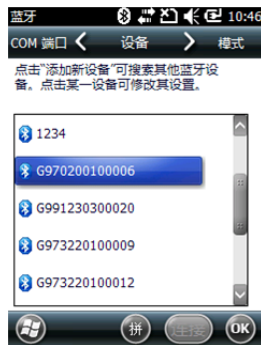 蓝牙 10:46
COM 端口 设备 模式
点击"添加新设备"可搜索其他蓝牙设
备。点击某一设备可修改其设置。
1234
G970200100006
G991230300020
G973220100009
G973220100012
拼 连接 OK